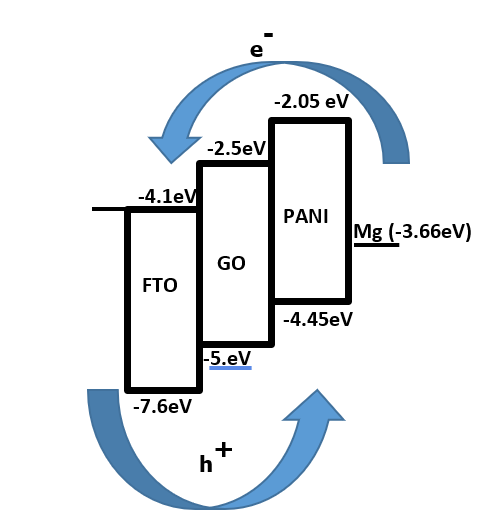 e-
-2.05 eV
-2.5eV
-4.1eV
PANI
Mg (-3.66eV)
GO
FTO
-4.45eV
-5.eV
-7.6eV
h+